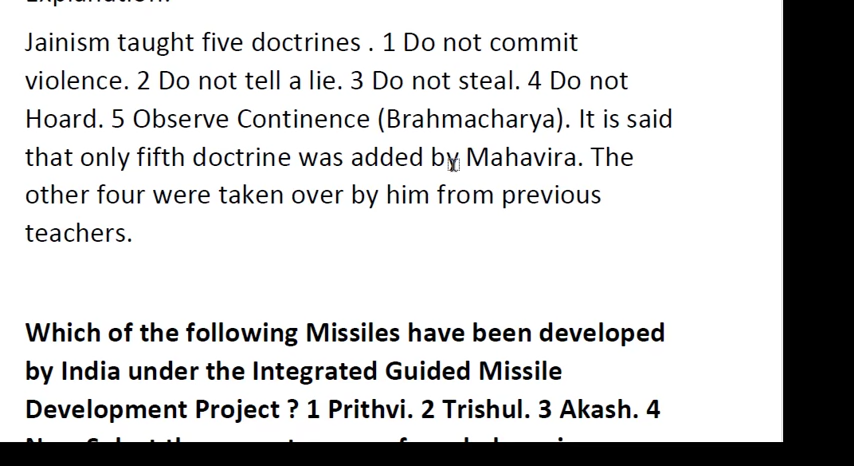 Explanation:
Jainism taught five doctrines . 1 Do not commit
violence. 2 Do not tell a lie. 3 Do not steal. 4 Do not
Hoard. 5 Observe Continence (Brahmacharya). It is said
that only fifth doctrine was added by Mahavira. The
other four were taken over by him from previous
teachers.
Which of the following Missiles have been developed
by India under the Integrated Guided Missile
Development Project ? 1 Prithvi. 2 Trishul. 3 Akash. 4